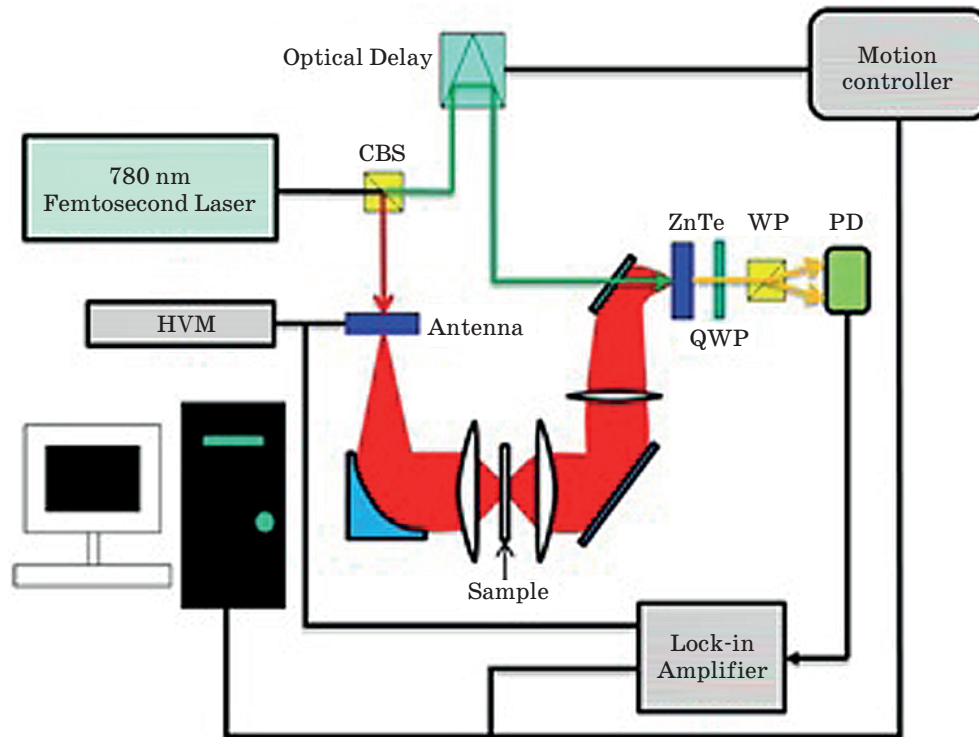 Optical Delay
Motion
controller
780 nm
Femtosecond Laser
CBS
ZnTe
WP
PD
HVM
Antenna
QWP
Sample
Lock-in
Amplifier